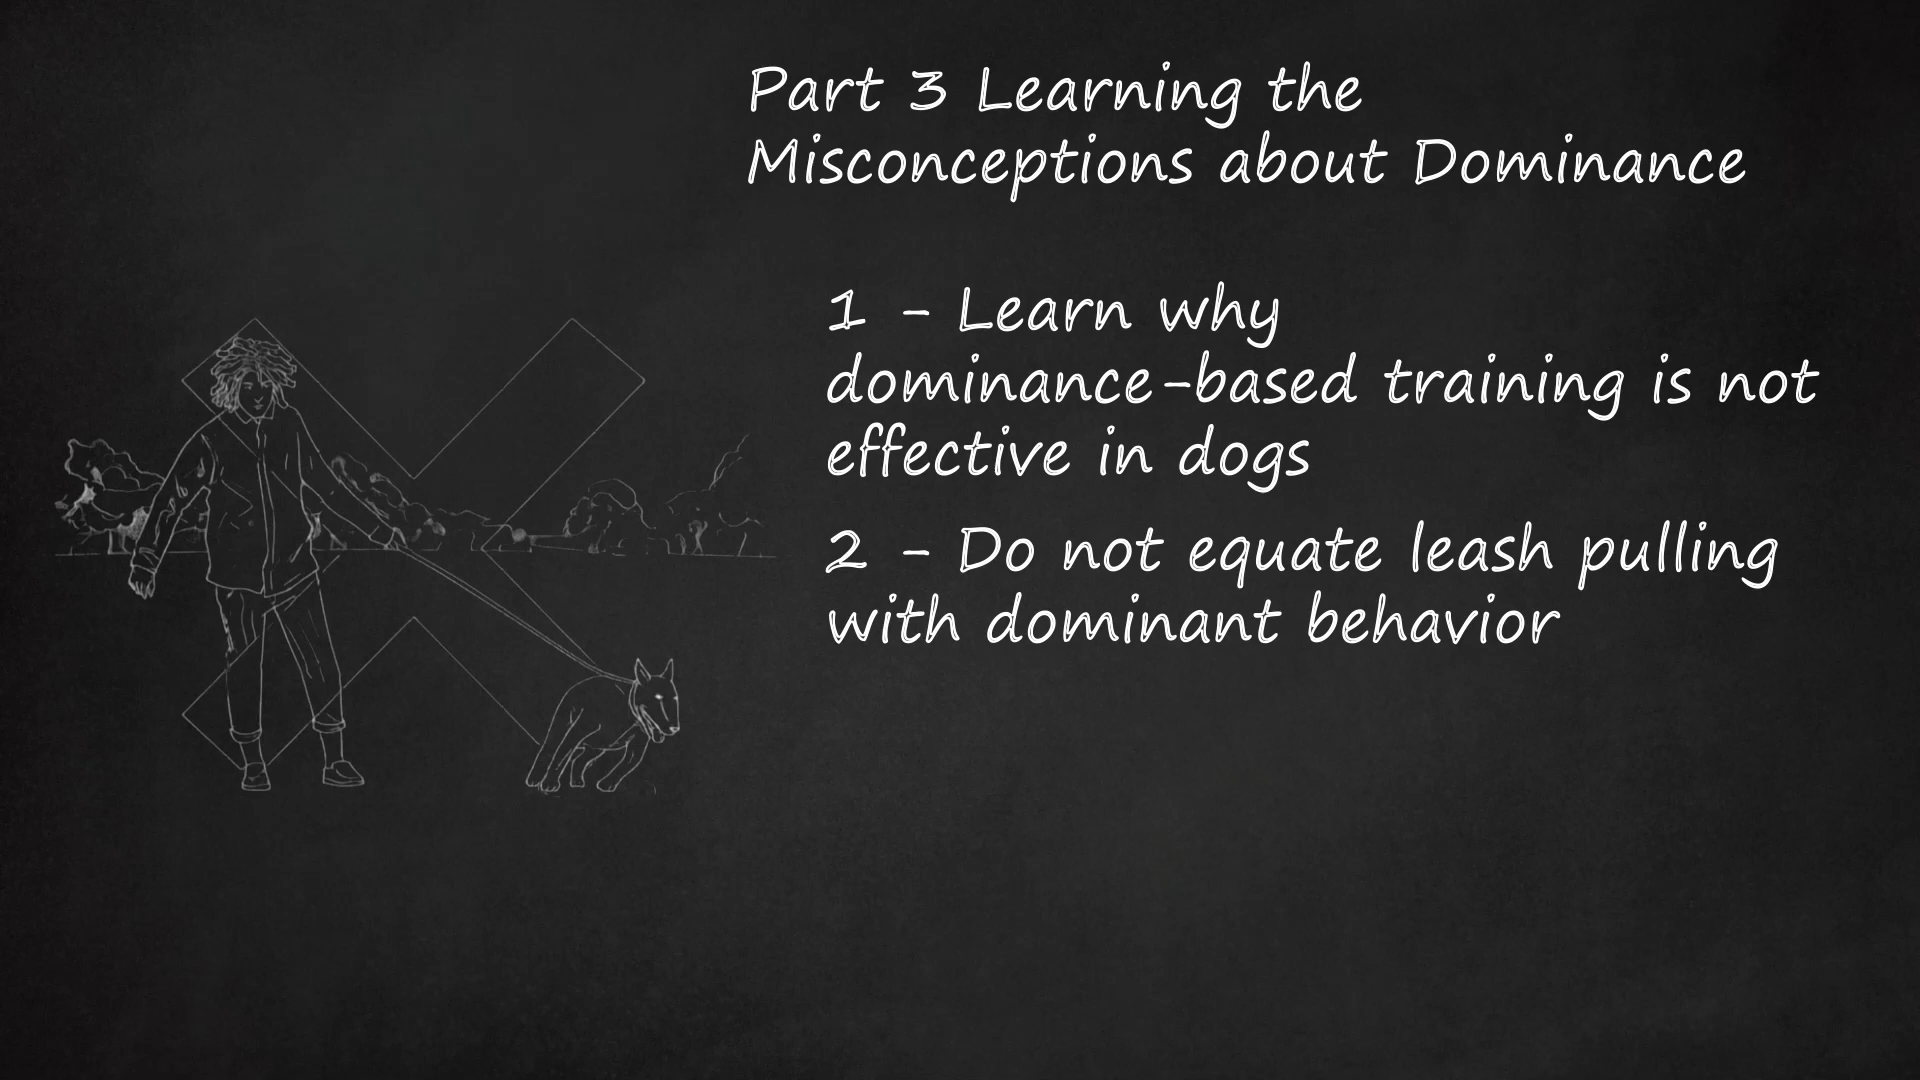 Part 3 Learning the
Misconceptions about Dominance
1 - Learn why
dominance-based training is not
effective in dogs
2 - Do not equate leash pulling
with dominant behavior